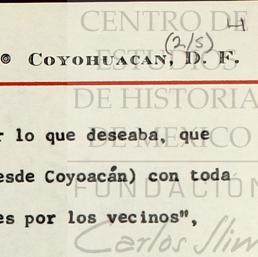 4
CENTRO DE
(2/5)
ESTUDIOS
COYOHUACAN, D. F.
DE HISTORIA
r lo que deseaba, que
DE MÉXICO
esde Coyoacán) con toda
FUNDACIÓN
es por los vecinos",
Carlos Slim